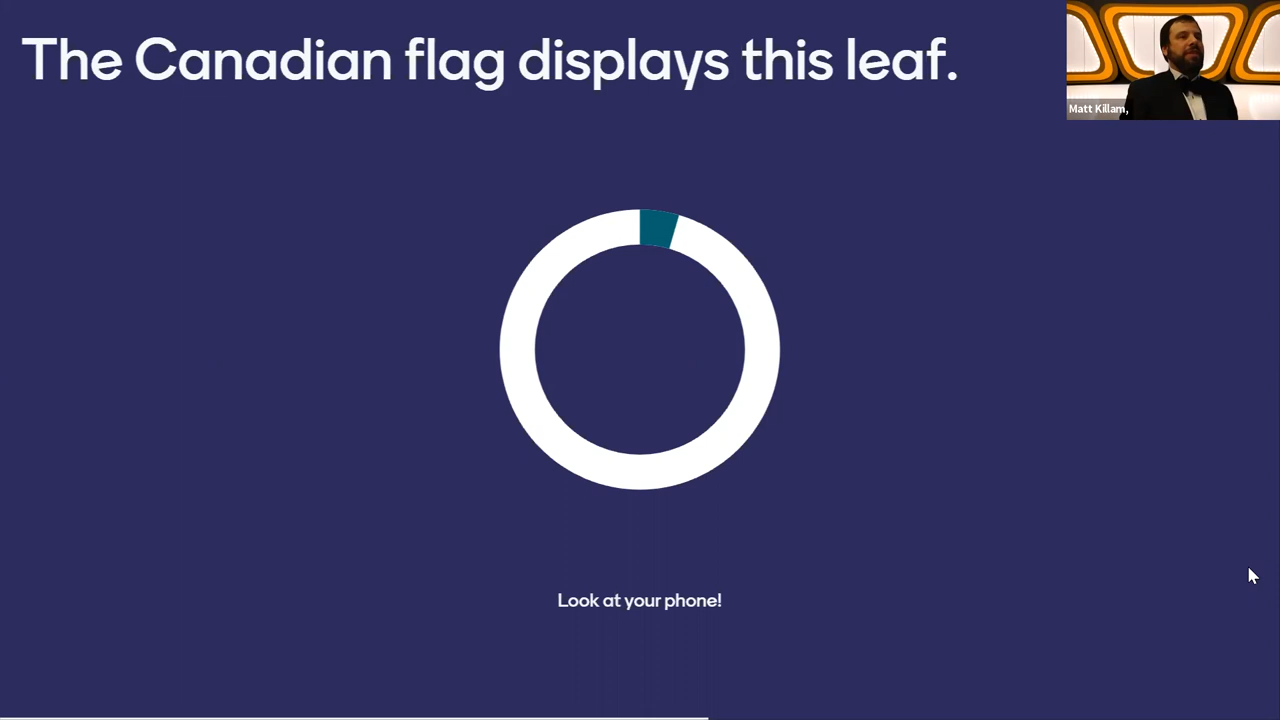 The Canadian flag displays this leaf.
Matt Killam,
Look at your phone!